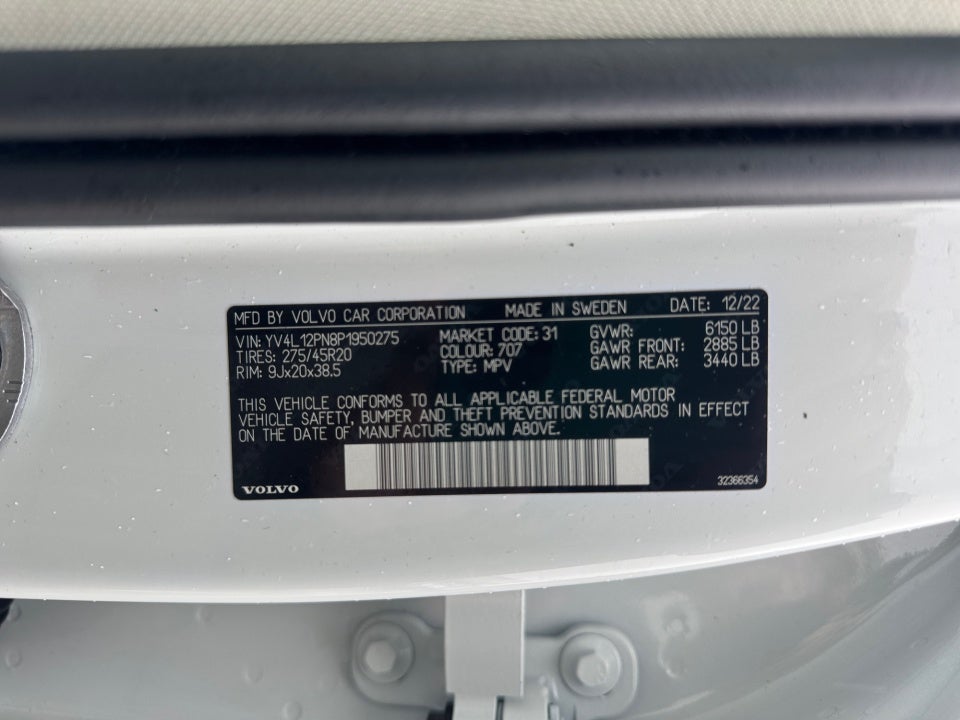 MFD BY VOLVO CAR CORPORATION MADE IN SWEDEN DATE: 12/22
VIN: YV4L12PN8P1950275 MARKET CODE: 31 GVWR: 6150 LB
TIRES: 275/45R20 COLOUR: 707 GAWR FRONT: 2885 LB
RIM: 9Jx20x38.5 TYPE: MPV GAWR REAR: 3440 LB
THIS VEHICLE CONFORMS TO ALL APPLICABLE FEDERAL MOTOR
VEHICLE SAFETY, BUMPER AND THEFT PREVENTION STANDARDS IN EFFECT
ON THE DATE OF MANUFACTURE SHOWN ABOVE.
VOLVO 32366354